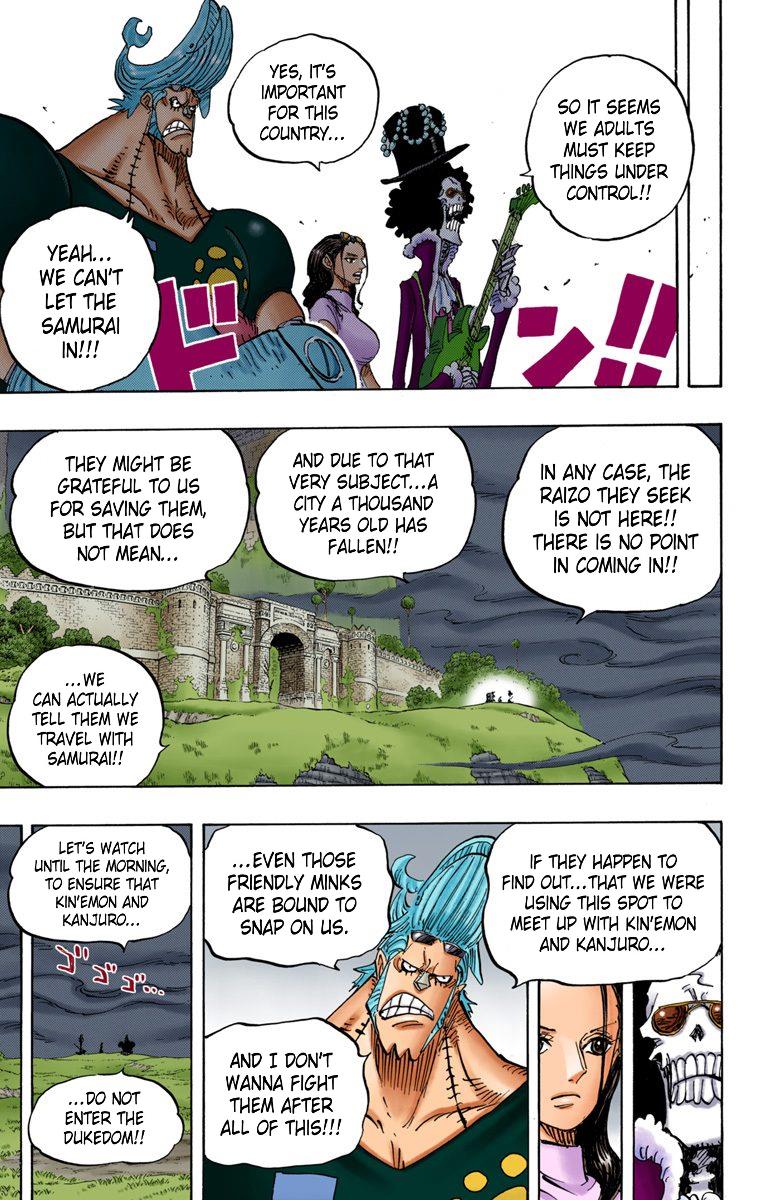 SO IT SEEMS
WE ADULTS
MUST KEEP
THINGS UNDER
CONTROL!!
YES, IT'S
IMPORTANT
FOR THIS
COUNTRY...
YEAH...
WE CAN'T
LET THE
SAMURAI
IN!!!
ドン!!
IN ANY CASE, THE
RAIZO THEY SEEK
IS NOT HERE!!
THERE IS NO POINT
IN COMING IN!!
AND DUE TO THAT
VERY SUBJECT...A
CITY A THOUSAND
YEARS OLD HAS
FALLEN!!
THEY MIGHT BE
GRATEFUL TO US
FOR SAVING THEM,
BUT THAT DOES
NOT MEAN...
...WE
CAN ACTUALLY
TELL THEM WE
TRAVEL WITH
SAMURAI!!
IF THEY HAPPEN TO
FIND OUT...THAT WE WERE
USING THIS SPOT TO
MEET UP WITH KIN'EMON
AND KANJURO...
...EVEN THOSE
FRIENDLY MINKS
ARE BOUND TO
SNAP ON US.
AND I DON'T
WANNA FIGHT
THEM AFTER
ALL OF THIS!!!
LET'S WATCH
UNTIL THE MORNING,
TO ENSURE THAT
KIN'EMON AND
KANJURO...
ゴゴゴゴ...
...DO NOT
ENTER THE
DUKEDOM!!